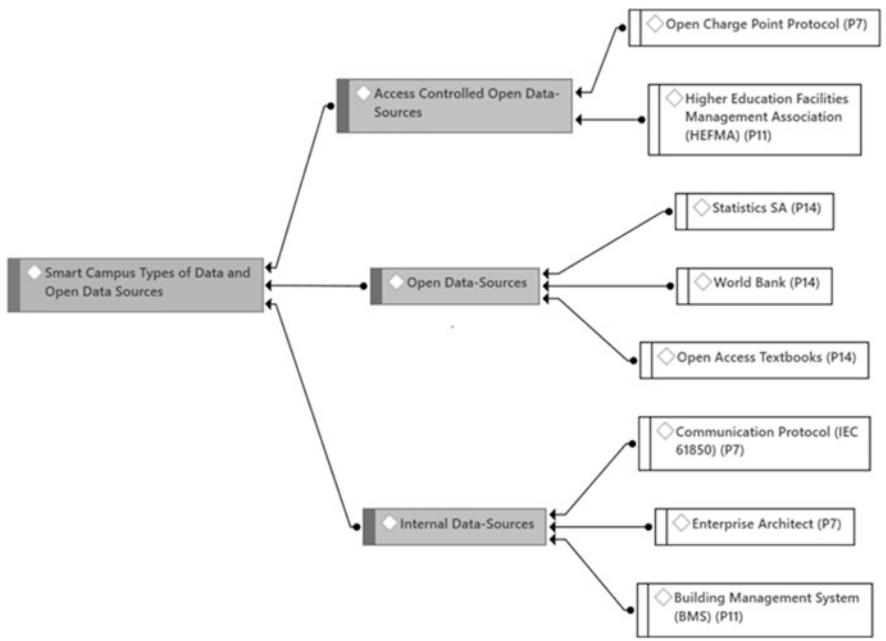 Open Charge Point Protocol (P7)
Access Controlled Open Data-
Sources
Higher Education Facilities
Management Association
(HEFMA) (P11)
Statistics SA (P14)
Smart Campus Types of Data and
Open Data Sources
Open Data-Sources
World Bank (P14)
Open Access Textbooks (P14)
Communication Protocol (IEC
61850) (P7)
Internal Data-Sources
Enterprise Architect (P7)
Building Management System
(BMS) (P11)